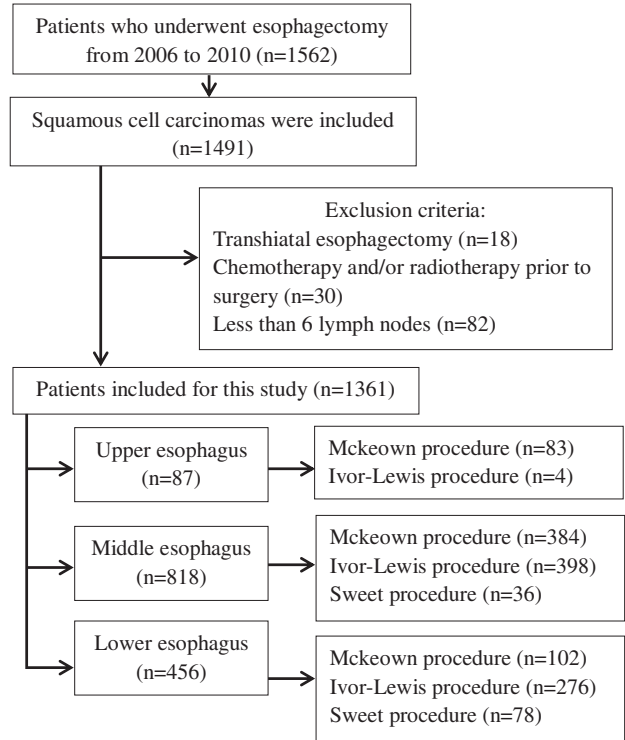 Patients who underwent esophagectomy
from 2006 to 2010 (n=1562)
Squamous cell carcinomas were included
(n=1491)
Exclusion criteria:
Transhiatal esophagectomy (n=18)
Chemotherapy and/or radiotherapy prior to
surgery (n=30)
Less than 6 lymph nodes (n=82)
Patients included for this study (n=1361)
Upper esophagus
(n=87)
Mckeown procedure (n=83)
Ivor-Lewis procedure (n=4)
Middle esophagus
(n=818)
Mckeown procedure (n=384)
Ivor-Lewis procedure (n=398)
Sweet procedure (n=36)
Lower esophagus
(n=456)
Mckeown procedure (n=102)
Ivor-Lewis procedure (n=276)
Sweet procedure (n=78)